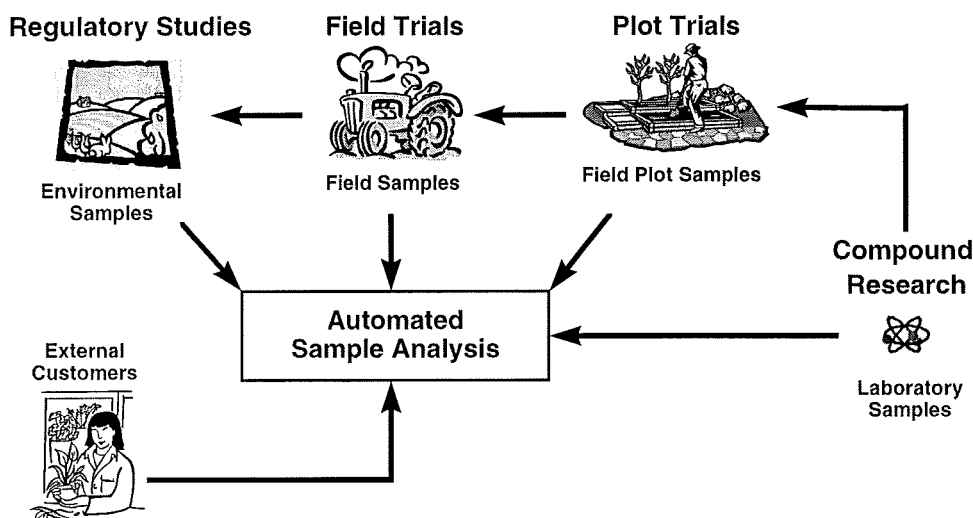 Regulatory Studies
Field Trials
Plot Trials
Environmental
Samples
Field Samples
Field Plot Samples
Compound
Research
Automated
Sample Analysis
External
Customers
Laboratory
Samples